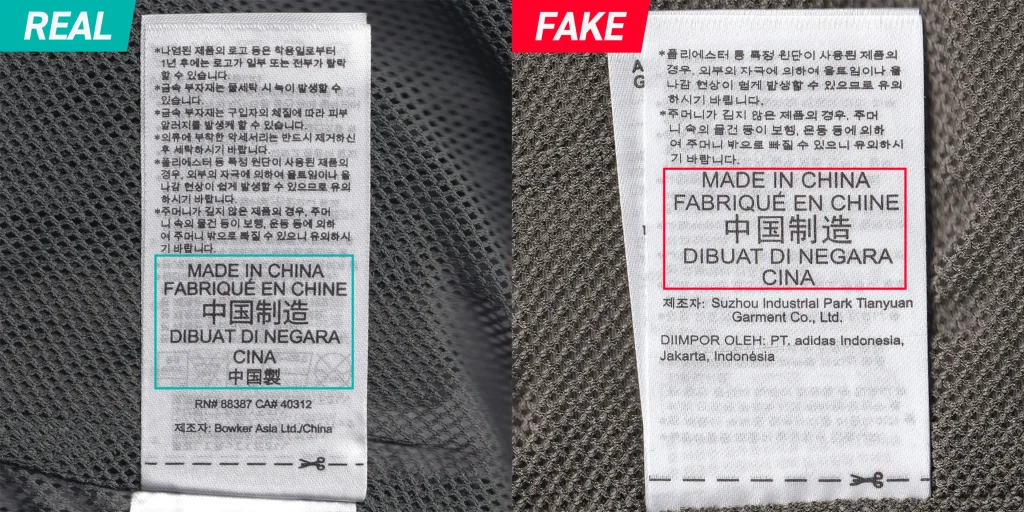 REAL
*나염된 제품의 로고 등은 착용일로부터
1년 후에는 로고가 일부 또는 전부가 탈락
할 수 있습니다.
*금속 부자재는 물세탁 시 녹이 발생할 수
있습니다.
*금속 부자재는 구입자의 체질에 따라 피부
알러지를 발생케 할 수 있습니다.
*의류에 부착한 악세서리는 반드시 제거하신
후 세탁하시기 바랍니다.
*폴리에스터 등 특정 원단이 사용된 제품의
경우, 외부의 자극에 의하여 올트임이나 올
나감 현상이 쉽게 발생할 수 있으므로 유의
하시기 바랍니다.
*주머니가 깊지 않은 제품의 경우, 주머
니 속의 물건 등이 보행, 운동 등에 의하
여 주머니 밖으로 빠질 수 있으니 유의하시
기 바랍니다.
MADE IN CHINA
FABRIQUÉ EN CHINE
中国制造
DIBUAT DI NEGARA
CINA
中国製
RN# 88387 CA# 40312
제조자: Bowker Asia Ltd./China
FAKE
A
G
*폴리에스터 등 특정 원단이 사용된 제품의
경우, 외부의 자극에 의하여 올트임이나 올
나감 현상이 쉽게 발생할 수 있으므로 유의
하시기 바랍니다.
*주머니가 깊지 않은 제품의 경우, 주머
니 속의 물건 등이 보행, 운동 등에 의하
여 주머니 밖으로 빠질 수 있으니 유의하시
기 바랍니다.
MADE IN CHINA
FABRIQUÉ EN CHINE
中国制造
DIBUAT DI NEGARA
CINA
제조자: Suzhou Industrial Park Tianyuan
Garment Co., Ltd.
DIIMPOR OLEH: PT. adidas Indonesia,
Jakarta, Indonésia